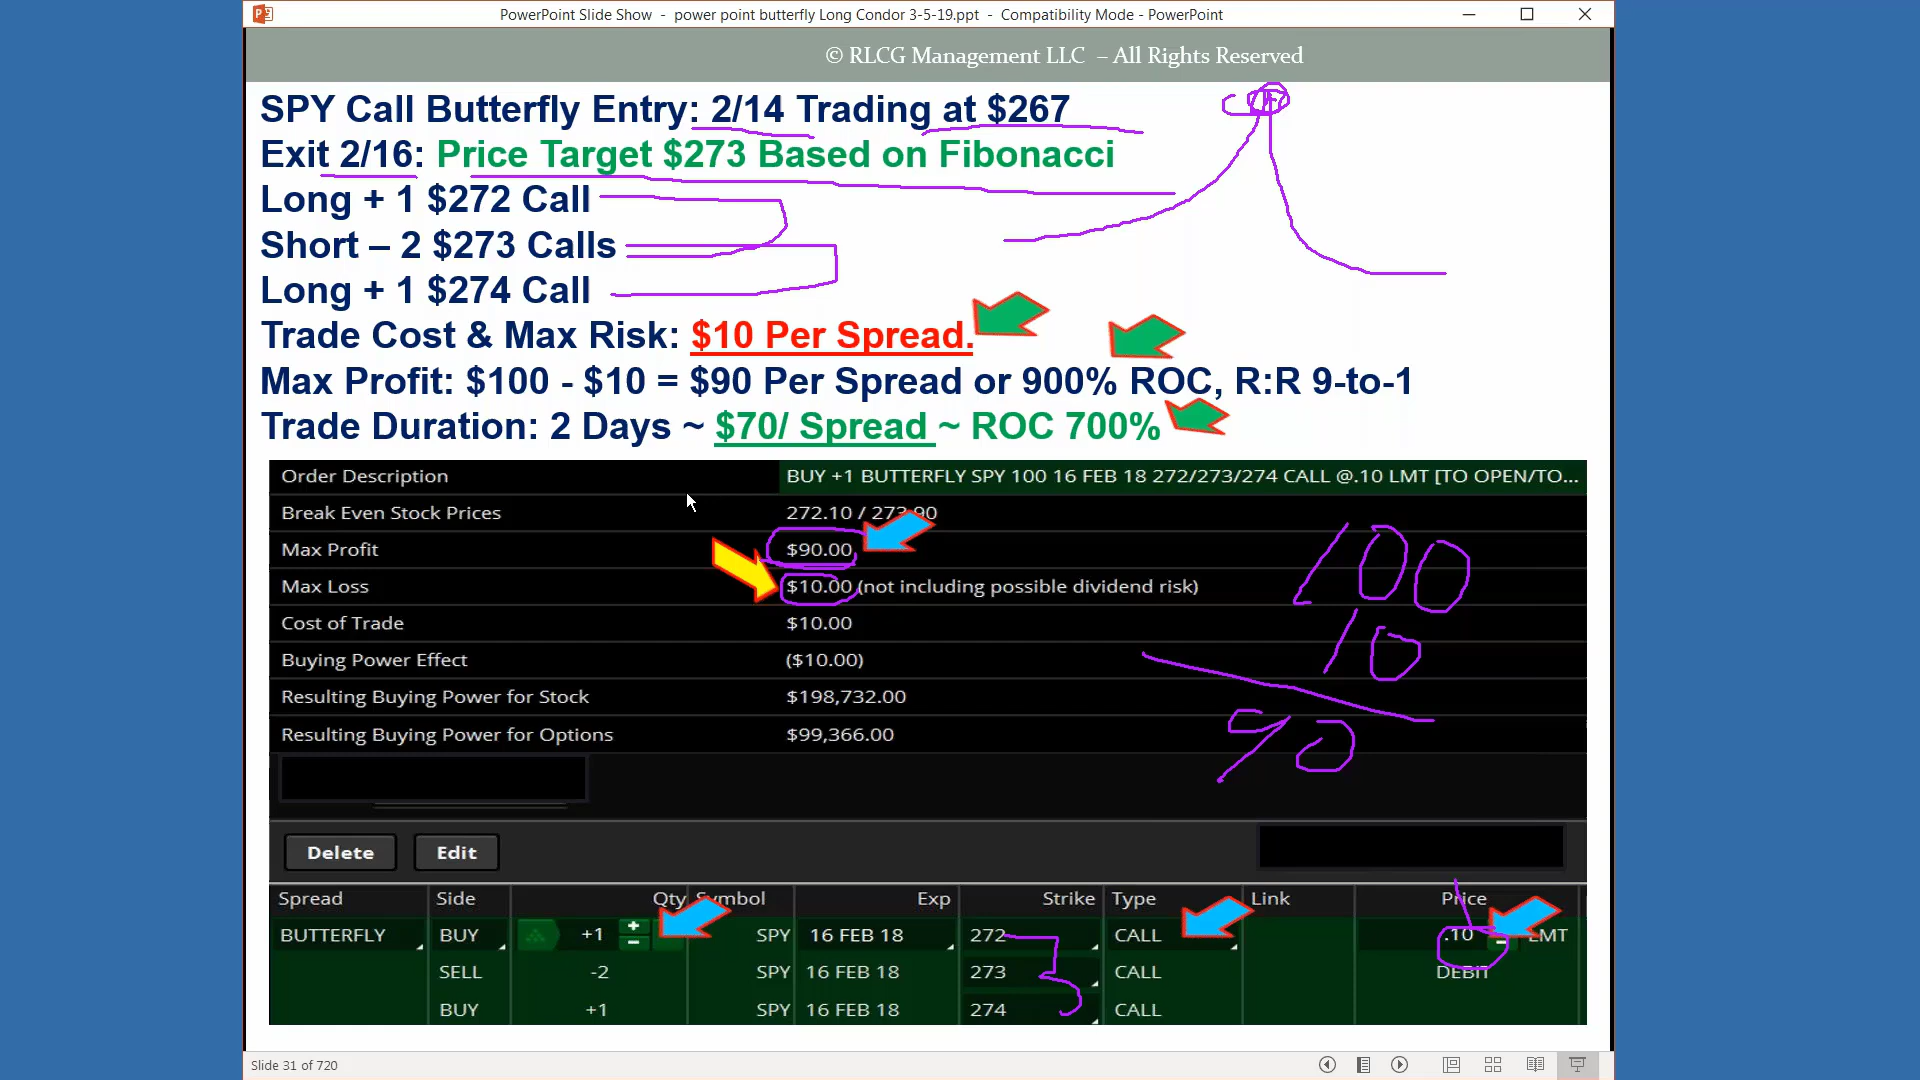 PowerPoint Slide Show - power point butterfly Long Condor 3-5-19.ppt - Compatibility Mode - PowerPoint
© RLCG Management LLC – All Rights Reserved
SPY Call Butterfly Entry: 2/14 Trading at $267
Exit 2/16: Price Target $273 Based on Fibonacci
Long + 1 $272 Call
Short – 2 $273 Calls
Long + 1 $274 Call
Trade Cost & Max Risk: $10 Per Spread.
Max Profit: $100 - $10 = $90 Per Spread or 900% ROC, R:R 9-to-1
Trade Duration: 2 Days ~ $70/ Spread ~ ROC 700%
Order Description BUY +1 BUTTERFLY SPY 100 16 FEB 18 272/273/274 CALL @.10 LMT [TO OPEN/TO...
Break Even Stock Prices 272.10 / 273.90
Max Profit $90.00
Max Loss $10.00 (not including possible dividend risk)
Cost of Trade $10.00
Buying Power Effect ($10.00)
Resulting Buying Power for Stock $198,732.00
Resulting Buying Power for Options $99,366.00
100
10
90
Delete Edit
Spread Side Qty Symbol Exp Strike Type Link Price
BUTTERFLY BUY +1 SPY 16 FEB 18 272 CALL .10 LMT
SELL -2 SPY 16 FEB 18 273 CALL DEBIT
BUY +1 SPY 16 FEB 18 274 CALL
Slide 31 of 720